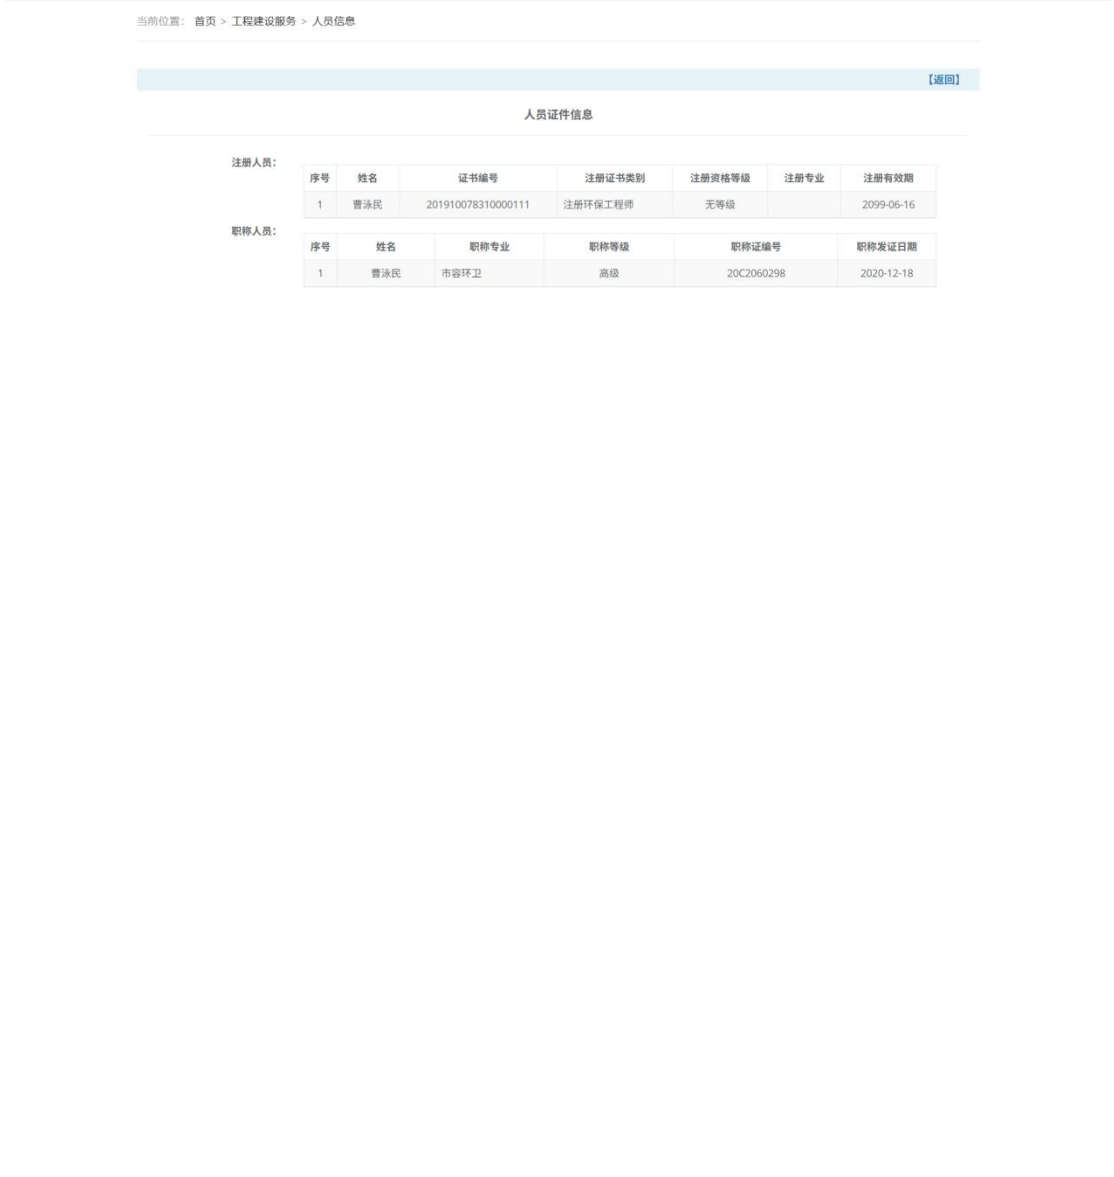 当前位置： 首页 > 工程建设服务 > 人员信息
【返回】
人员证件信息
注册人员：
序号 姓名 证书编号 注册证书类别 注册资格等级 注册专业 注册有效期
1 曹泳民 201910078310000111 注册环保工程师 无等级 2099-06-16
职称人员：
序号 姓名 职称专业 职称等级 职称证编号 职称发证日期
1 曹泳民 市容环卫 高级 20C2060298 2020-12-18